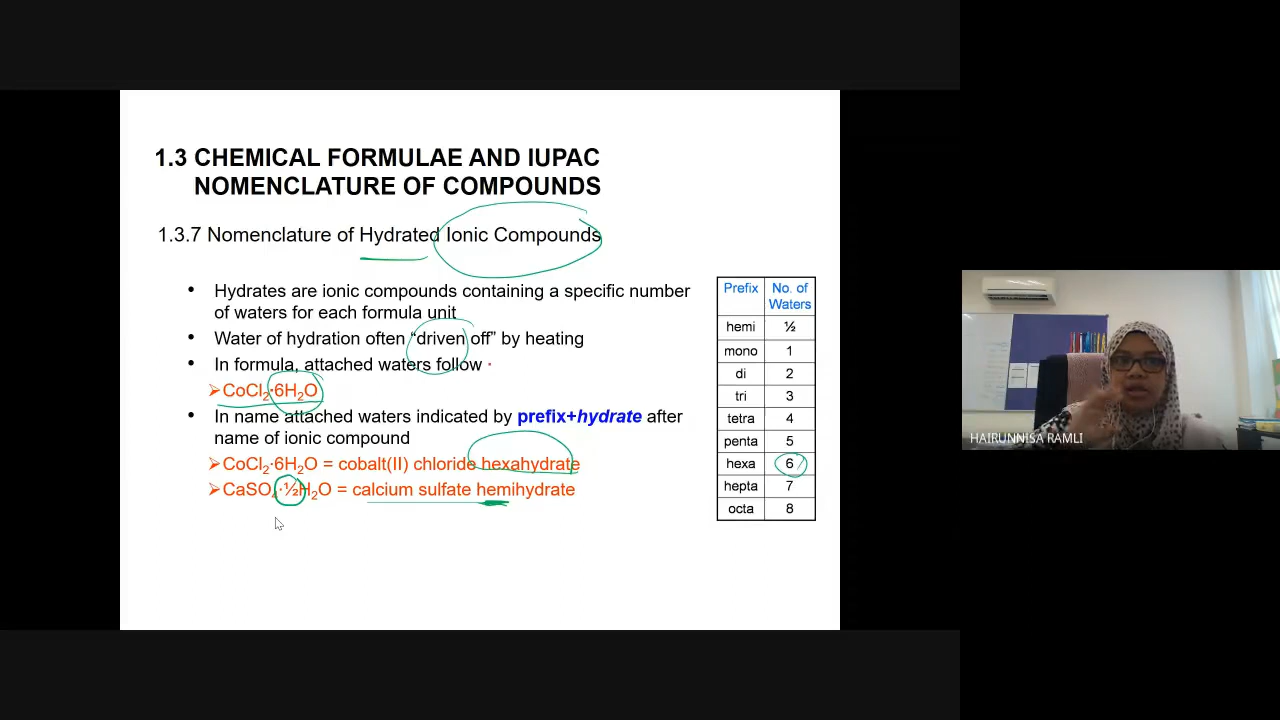 1.3 CHEMICAL FORMULAE AND IUPAC
NOMENCLATURE OF COMPOUNDS
1.3.7 Nomenclature of Hydrated Ionic Compounds
• Hydrates are ionic compounds containing a specific number
of waters for each formula unit
• Water of hydration often “driven off” by heating
• In formula, attached waters follow ·
➢CoCl₂·6H₂O
• In name attached waters indicated by prefix+hydrate after
name of ionic compound
➢CoCl₂·6H₂O = cobalt(II) chloride hexahydrate
➢CaSO₄·½H₂O = calcium sulfate hemihydrate
Prefix No. of
Waters
hemi ½
mono 1
di 2
tri 3
tetra 4
penta 5
hexa 6
hepta 7
octa 8
HAIRUNNISA RAMLI